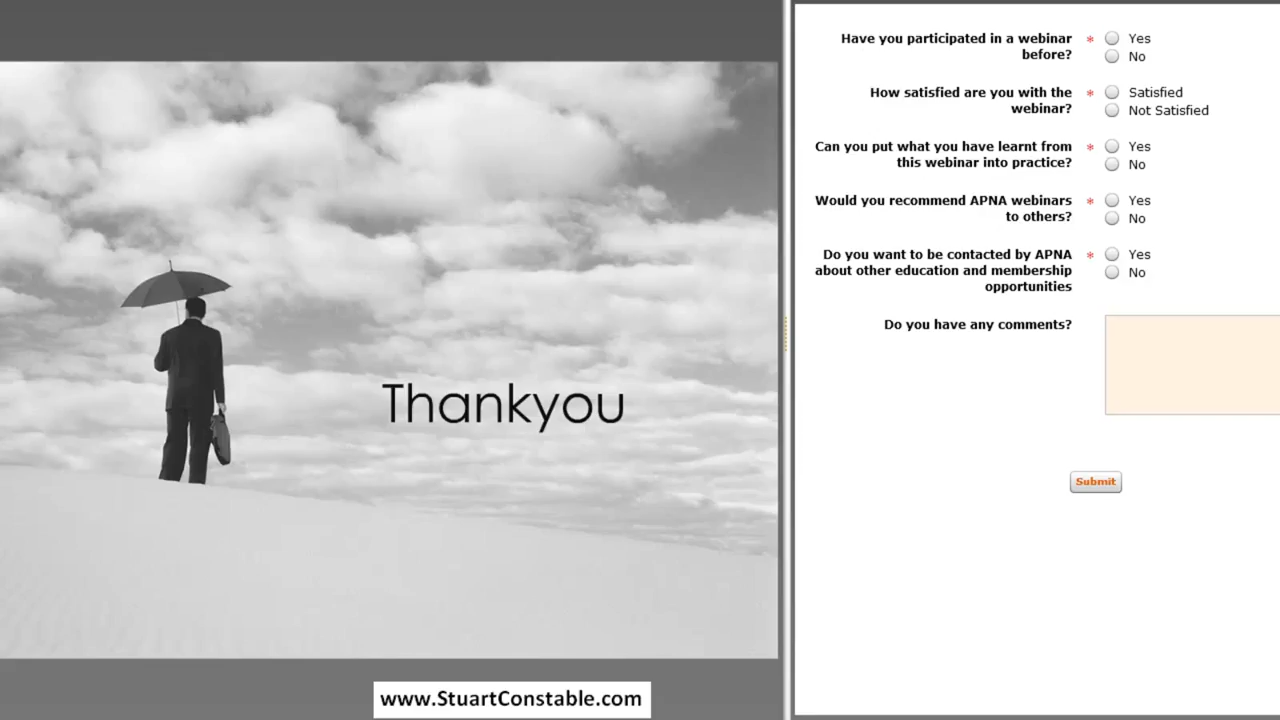 Thankyou
www.StuartConstable.com
Have you participated in a webinar
before?
* Yes
No
How satisfied are you with the
webinar?
* Satisfied
Not Satisfied
Can you put what you have learnt from
this webinar into practice?
* Yes
No
Would you recommend APNA webinars
to others?
* Yes
No
Do you want to be contacted by APNA
about other education and membership
opportunities
* Yes
No
Do you have any comments?
Submit